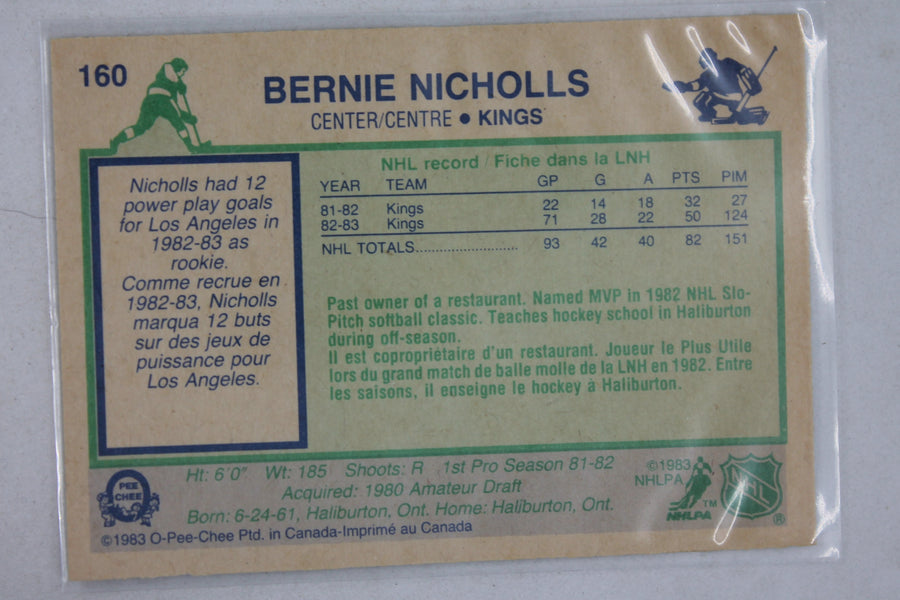 160
BERNIE NICHOLLS
CENTER/CENTRE • KINGS
Nicholls had 12
power play goals
for Los Angeles in
1982-83 as
rookie.
Comme recrue en
1982-83, Nicholls
marqua 12 buts
sur des jeux de
puissance pour
Los Angeles.
NHL record / Fiche dans la LNH
YEAR TEAM GP G A PTS PIM
81-82 Kings 22 14 18 32 27
82-83 Kings 71 28 22 50 124
NHL TOTALS........................ 93 42 40 82 151
Past owner of a restaurant. Named MVP in 1982 NHL Slo-
Pitch softball classic. Teaches hockey school in Haliburton
during off-season.
Il est copropriétaire d'un restaurant. Joueur le Plus Utile
lors du grand match de balle molle de la LNH en 1982. Entre
les saisons, il enseigne le hockey à Haliburton.
Ht: 6'0" Wt: 185 Shoots: R 1st Pro Season 81-82
Acquired: 1980 Amateur Draft
Born: 6-24-61, Haliburton, Ont. Home: Haliburton, Ont.
©1983 O-Pee-Chee Ptd. in Canada-Imprimé au Canada
PEE
CHEE
©1983
NHLPA
NHLPA
TM
NHL
®